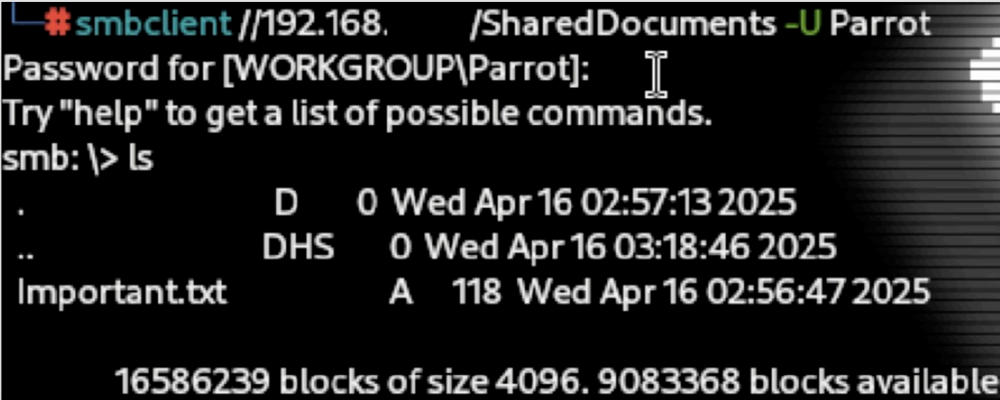 └─# smbclient //192.168. /SharedDocuments -U Parrot
Password for [WORKGROUP\Parrot]:
Try "help" to get a list of possible commands.
smb: \> ls
. D 0 Wed Apr 16 02:57:13 2025
.. DHS 0 Wed Apr 16 03:18:46 2025
Important.txt A 118 Wed Apr 16 02:56:47 2025
16586239 blocks of size 4096. 9083368 blocks available